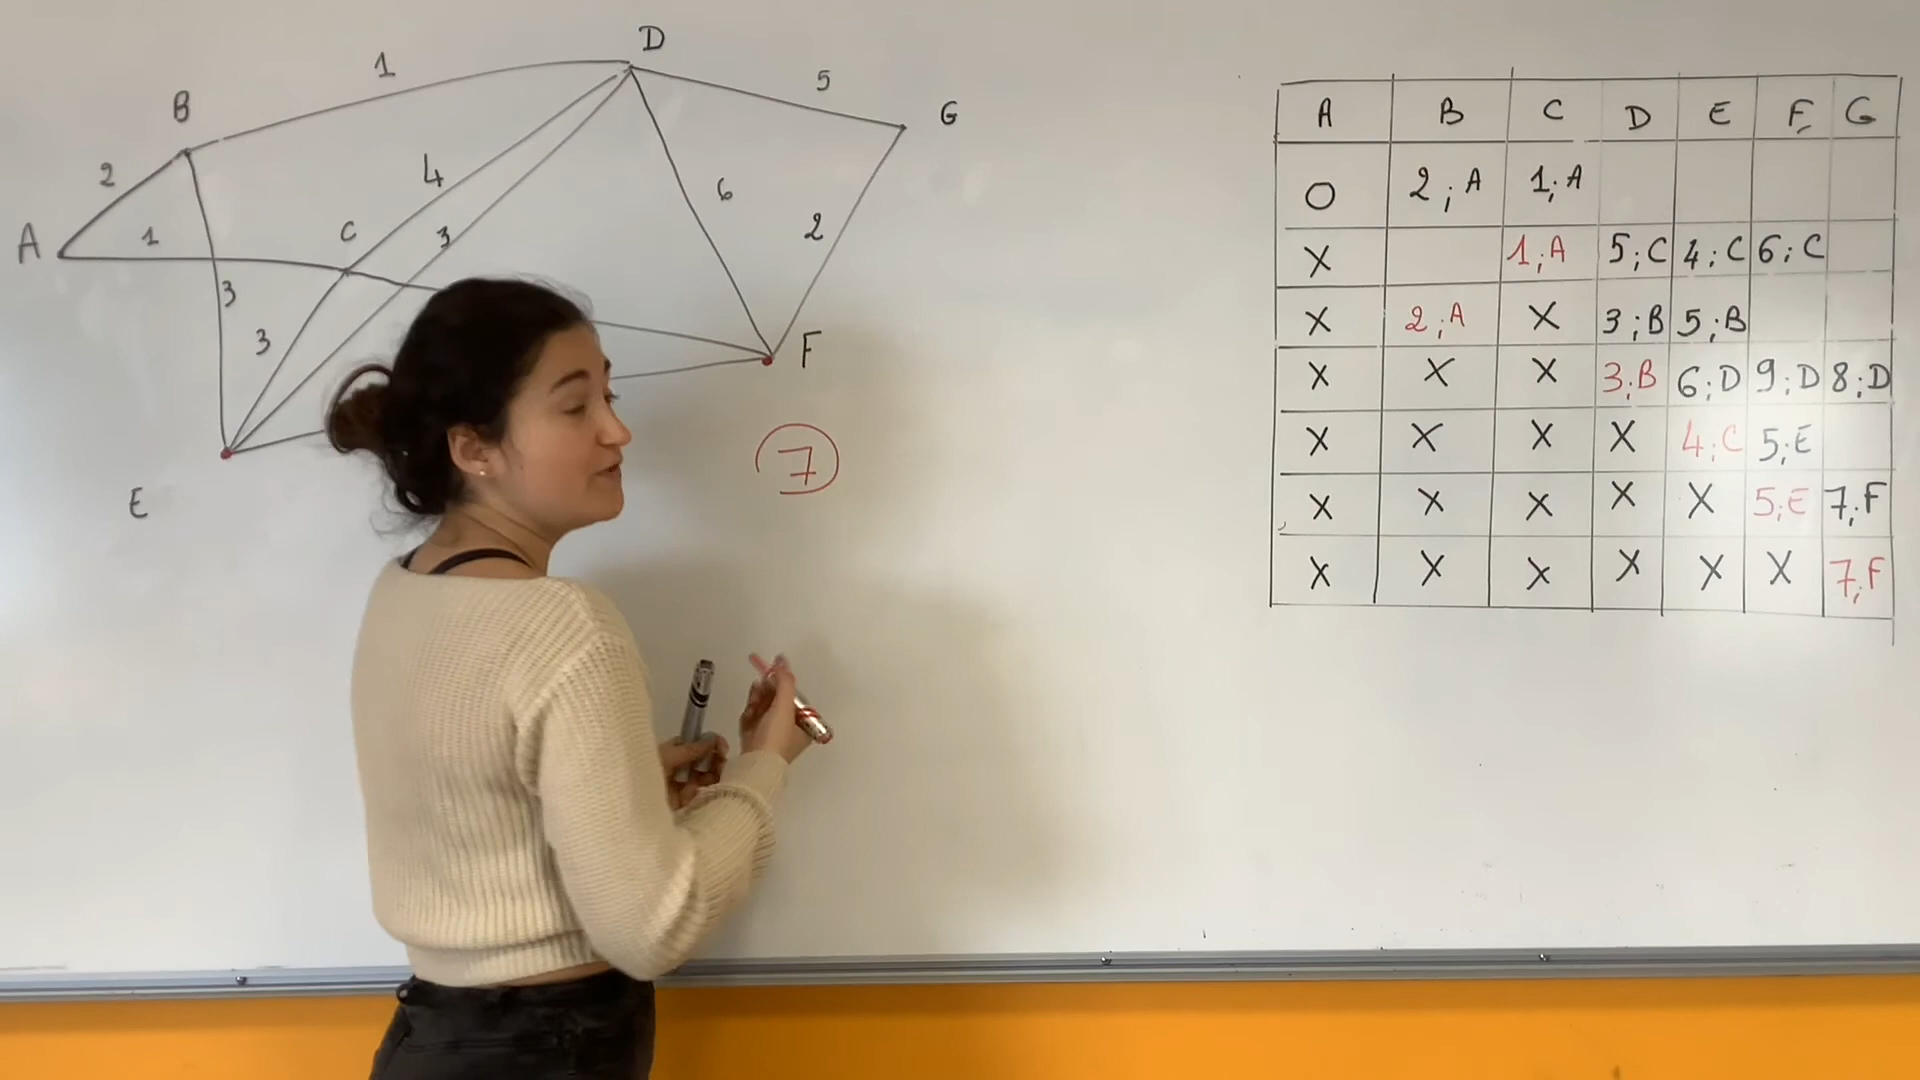 D
1
5
B
G
4
2
6
C
A
1
3
2
3
3
F
7
E
A B C D E F G
O 2;A 1;A
X 1;A 5;C 4;C 6;C
X 2;A X 3;B 5;B
X X X 3;B 6;D 9;D 8;D
X X X X 4;C 5;E
X X X X X 5;E 7;F
X X X X X X 7;F